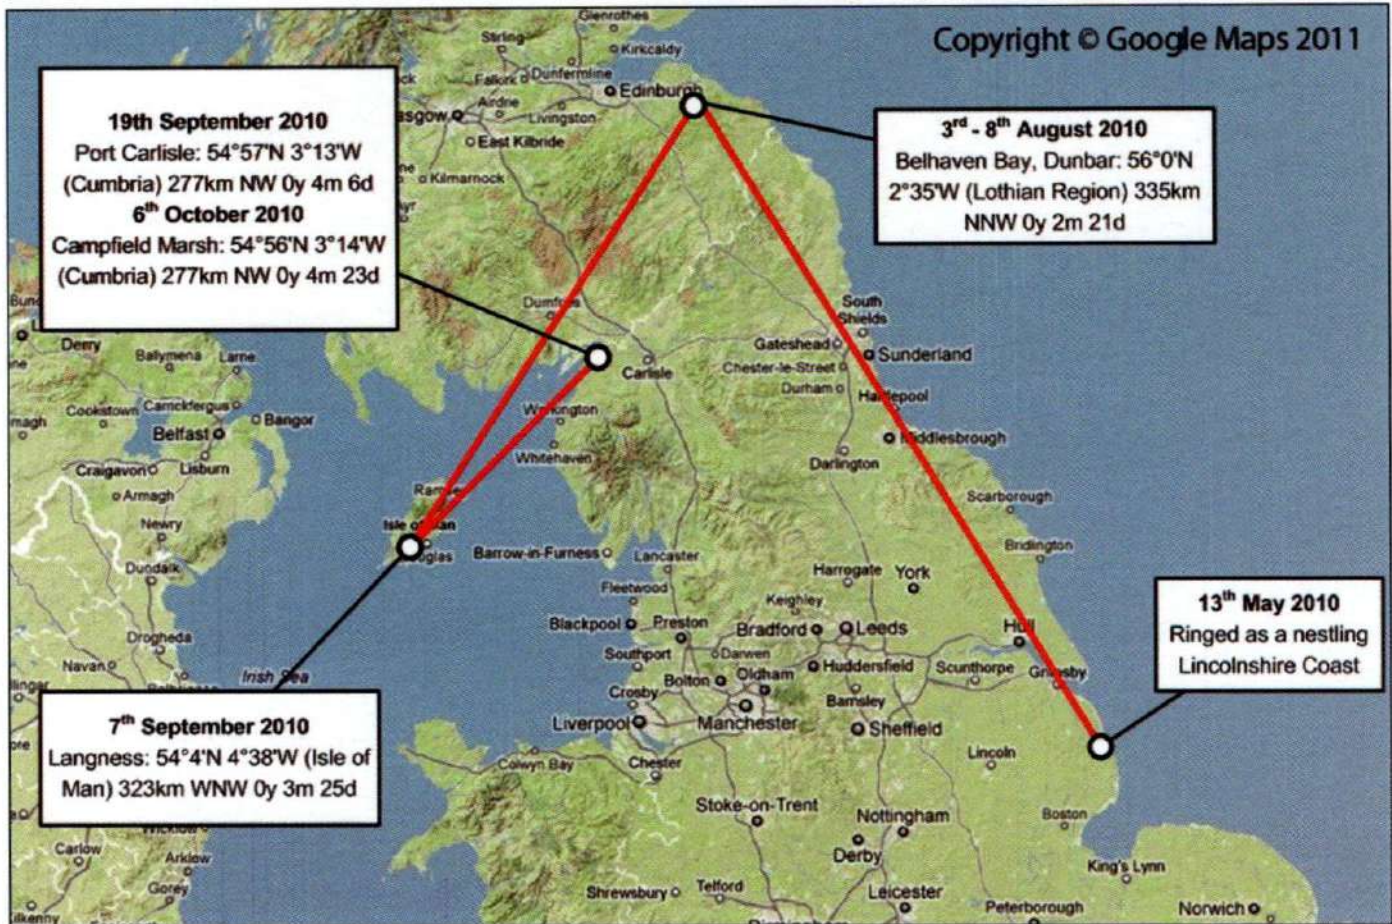 Copyright © Google Maps 2011
19th September 2010
Port Carlisle: 54°57'N 3°13'W
(Cumbria) 277km NW 0y 4m 6d
6th October 2010
Campfield Marsh: 54°56'N 3°14'W
(Cumbria) 277km NW 0y 4m 23d
3rd - 8th August 2010
Belhaven Bay, Dunbar: 56°0'N
2°35'W (Lothian Region) 335km
NNW 0y 2m 21d
13th May 2010
Ringed as a nestling
Lincolnshire Coast
7th September 2010
Langness: 54°4'N 4°38'W (Isle of
Man) 323km WNW 0y 3m 25d
Glenrothes
Stirling
Kirkcaldy
Dunfermline
Falkirk
Edinburgh
Airdrie
Livingston
East Kilbride
Kilmarnock
Dumfries
Carlisle
South
Shields
Gateshead
Sunderland
Chester-le-Street
Durham
Hartlepool
Middlesbrough
Darlington
Derry
Ballymena
Larne
Cookstown
Carrickfergus
Bangor
Belfast
Craigavon
Lisburn
Armagh
Newry
Dundalk
Drogheda
Navan
Workington
Whitehaven
Isle of Man
Douglas
Barrow-in-Furness
Lancaster
Scarborough
Bridlington
Harrogate
York
Fleetwood
Keighley
Blackpool
Preston
Bradford
Leeds
Hull
Southport
Darwen
Huddersfield
Scunthorpe
Grimsby
Irish Sea
Bolton
Oldham
Crosby
Barnsley
Liverpool
Manchester
Sheffield
Lincoln
Colwyn Bay
Chester
Stoke-on-Trent
Nottingham
Boston
Derby
King's Lynn
Wicklow
Carlow
Arklow
Gorey
Shrewsbury
Telford
Leicester
Peterborough
Norwich